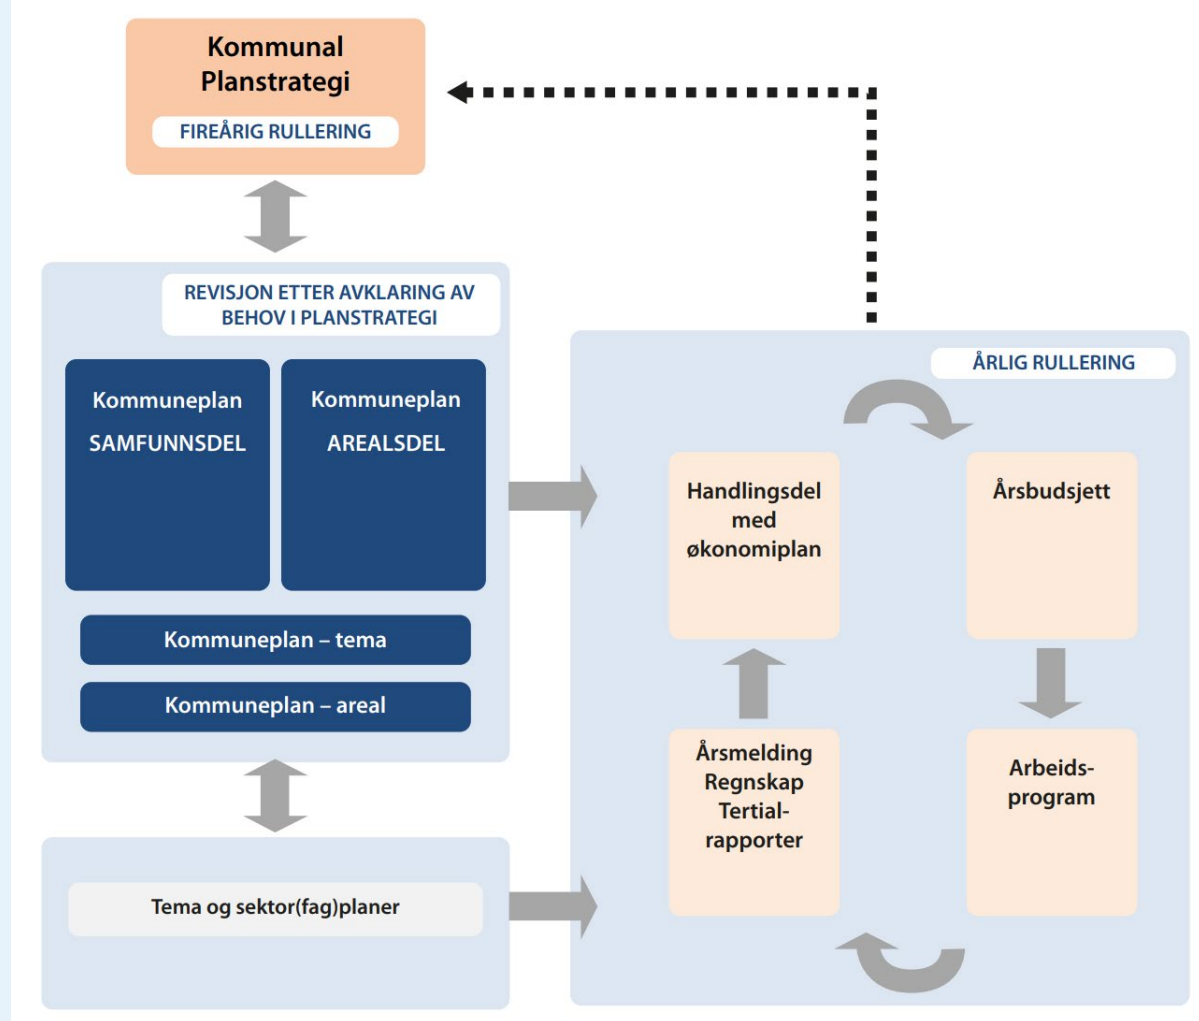 Kommunal
Planstrategi
FIREÅRIG RULLERING
REVISJON ETTER AVKLARING AV
BEHOV I PLANSTRATEGI
Kommuneplan
SAMFUNNSDEL
Kommuneplan
AREALSDEL
Kommuneplan – tema
Kommuneplan – areal
Tema og sektor(fag)planer
ÅRLIG RULLERING
Handlingsdel
med
økonomiplan
Årsbudsjett
Årsmelding
Regnskap
Tertial-
rapporter
Arbeids-
program